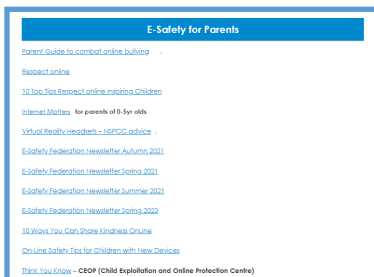 E-Safety for Parents
Parent Guide to combat online bullying .
Respect online
10 Top Tips Respect online Inspiring Children
Internet Matters for parents of 0-5yr olds
Virtual Reality Headsets – NSPCC advice .
E-Safety Federation Newsletter Autumn 2021
E-Safety Federation Newsletter Spring 2021
E-Safety Federation Newsletter Summer 2021
E-Safety Federation Newsletter Spring 2023
10 Ways You Can Share Kindness OnLine
On-Line Safety Tips for Children with New Devices
Think You Know – CEOP (Child Exploitation and Online Protection Centre)